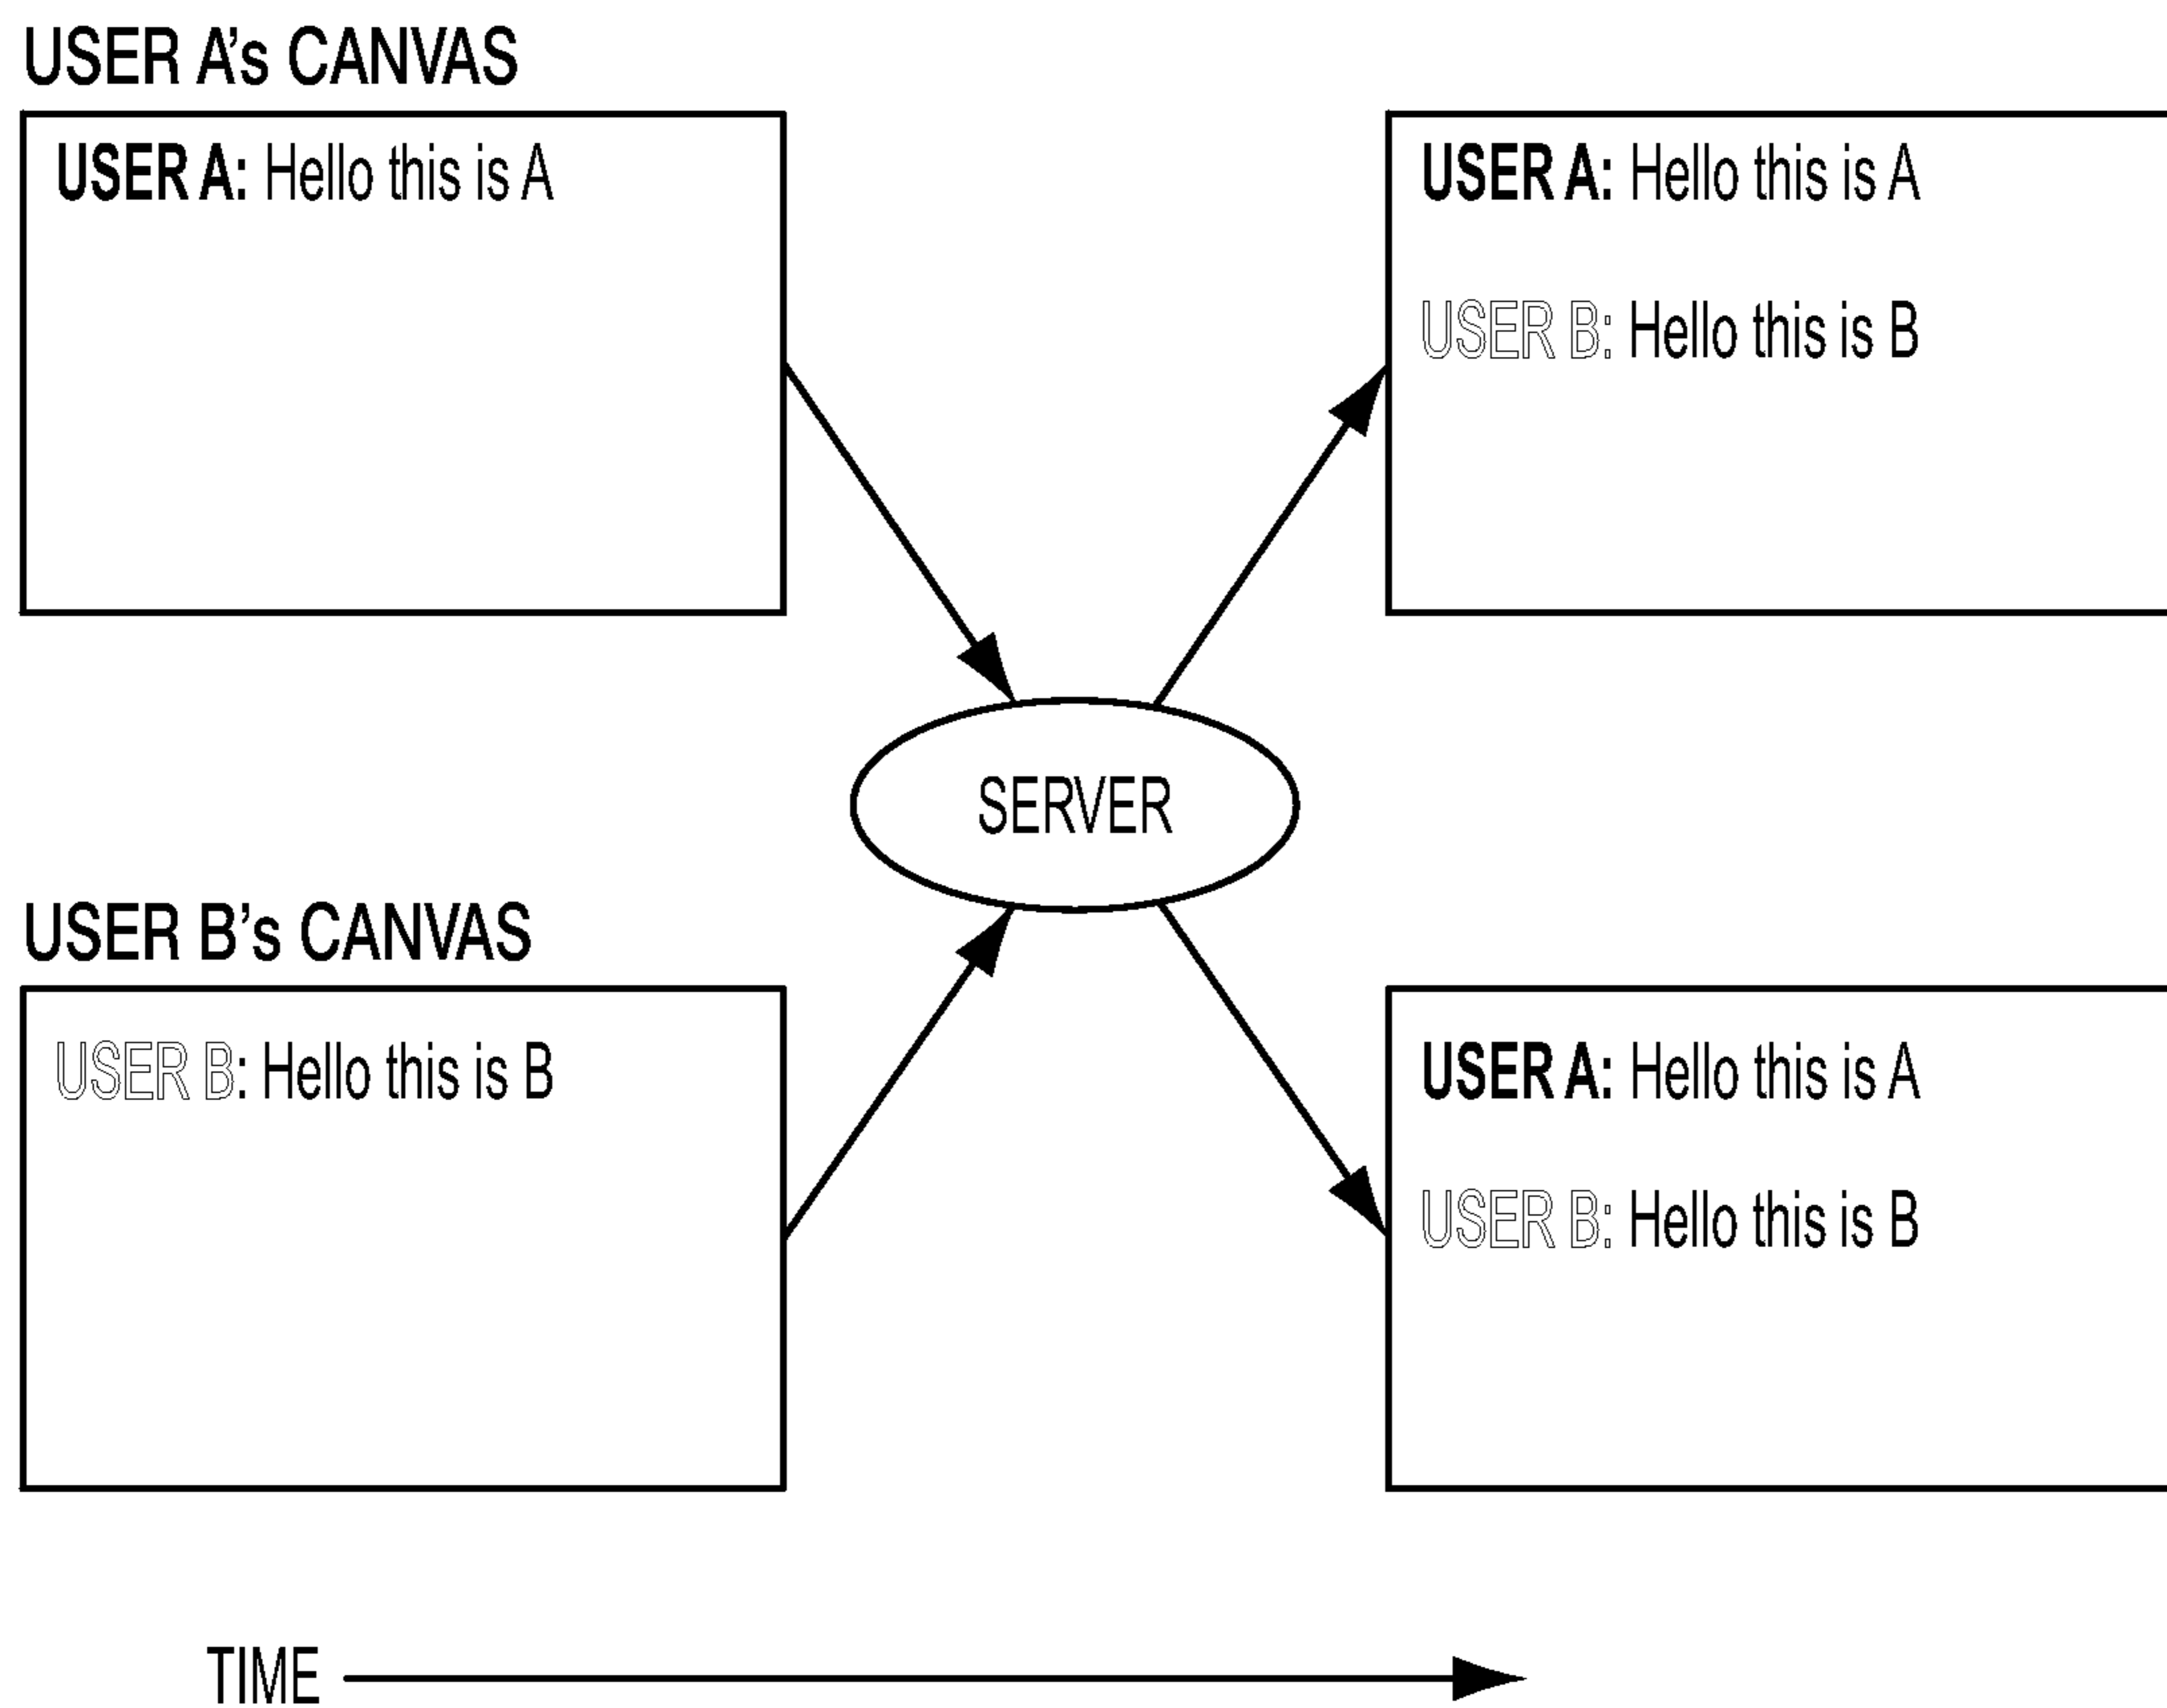 USER A's CANVAS
USER A: Hello this is A
USER A: Hello this is A
USER B: Hello this is B
SERVER
USER B’s CANVAS
USER B: Hello this is B
USER A: Hello this is A
USER B: Hello this is B
TIME